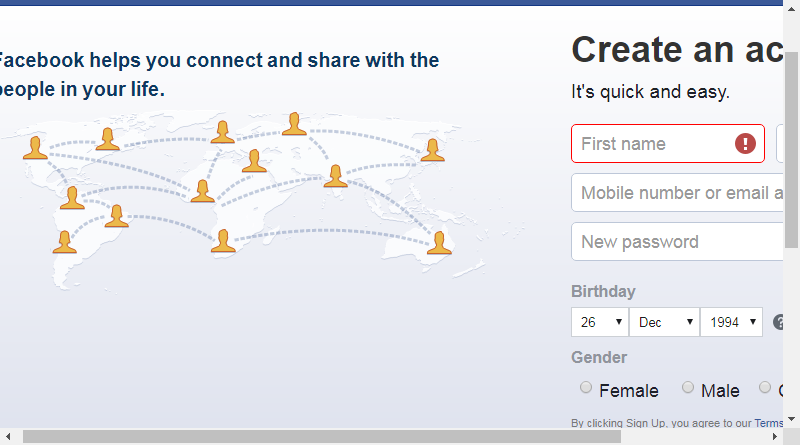 Facebook helps you connect and share with the
people in your life.
Create an ac
It's quick and easy.
First name
Mobile number or email a
New password
Birthday
26 Dec 1994
Gender
Female Male
By clicking Sign Up, you agree to our Terms